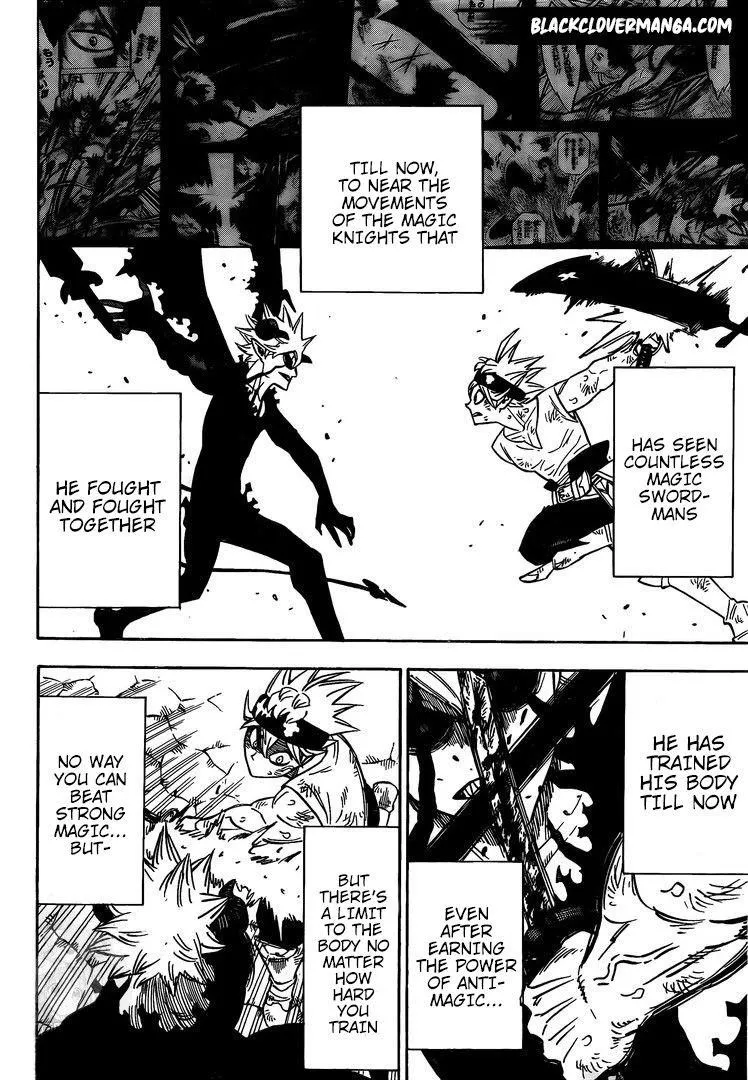 BLACKCLOVERMANGA.COM
TILL NOW,
TO NEAR THE
MOVEMENTS
OF THE MAGIC
KNIGHTS THAT
HAS SEEN
COUNTLESS
MAGIC
SWORD-
MANS
HE FOUGHT
AND FOUGHT
TOGETHER
HE HAS
TRAINED
HIS BODY
TILL NOW
EVEN
AFTER
EARNING
THE POWER
OF ANTI-
MAGIC...
NO WAY
YOU CAN
BEAT
STRONG
MAGIC...
BUT-
BUT
THERE'S
A LIMIT
TO THE
BODY NO
MATTER
HOW
HARD
YOU
TRAIN